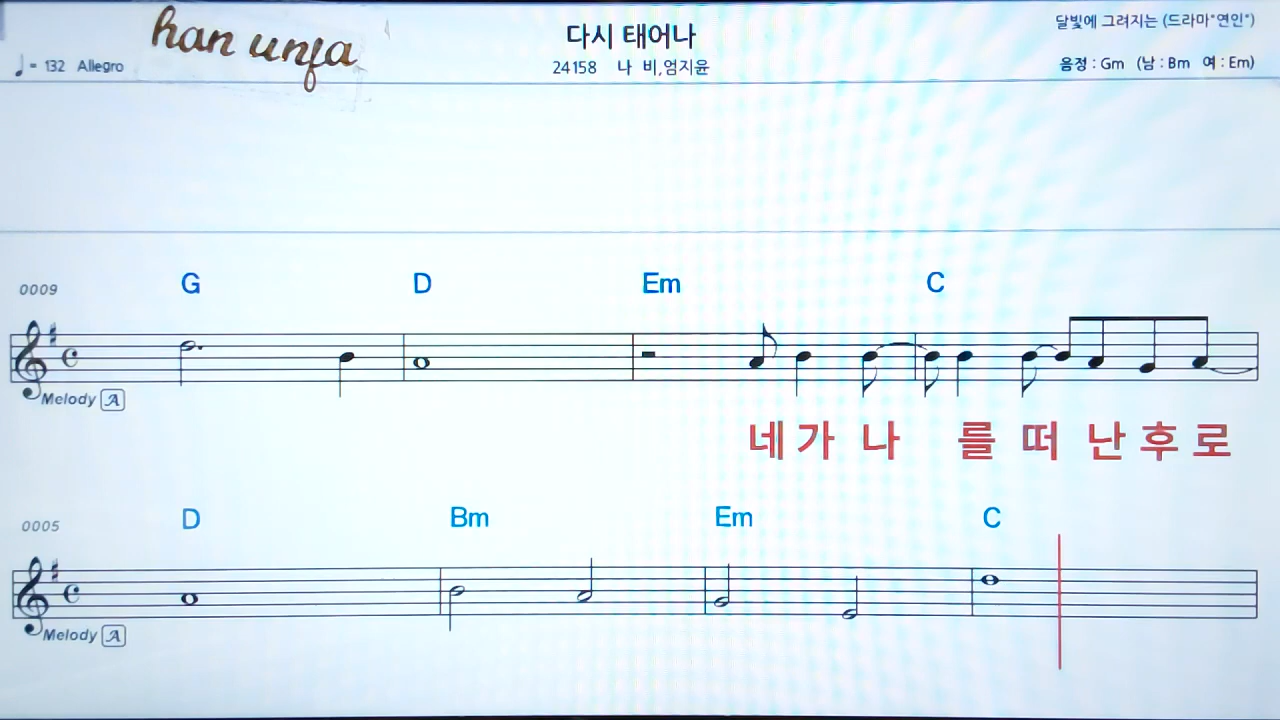 han unfa
다시 태어나
달빛에 그려지는 (드라마"연인")
♩= 132 Allegro
24158 나 비,엄지윤
음정 : Gm (남 : Bm 여 : Em)
G D Em C
0009
Melody A
네 가 나 를 떠 난 후 로
D Bm Em C
0005
Melody A